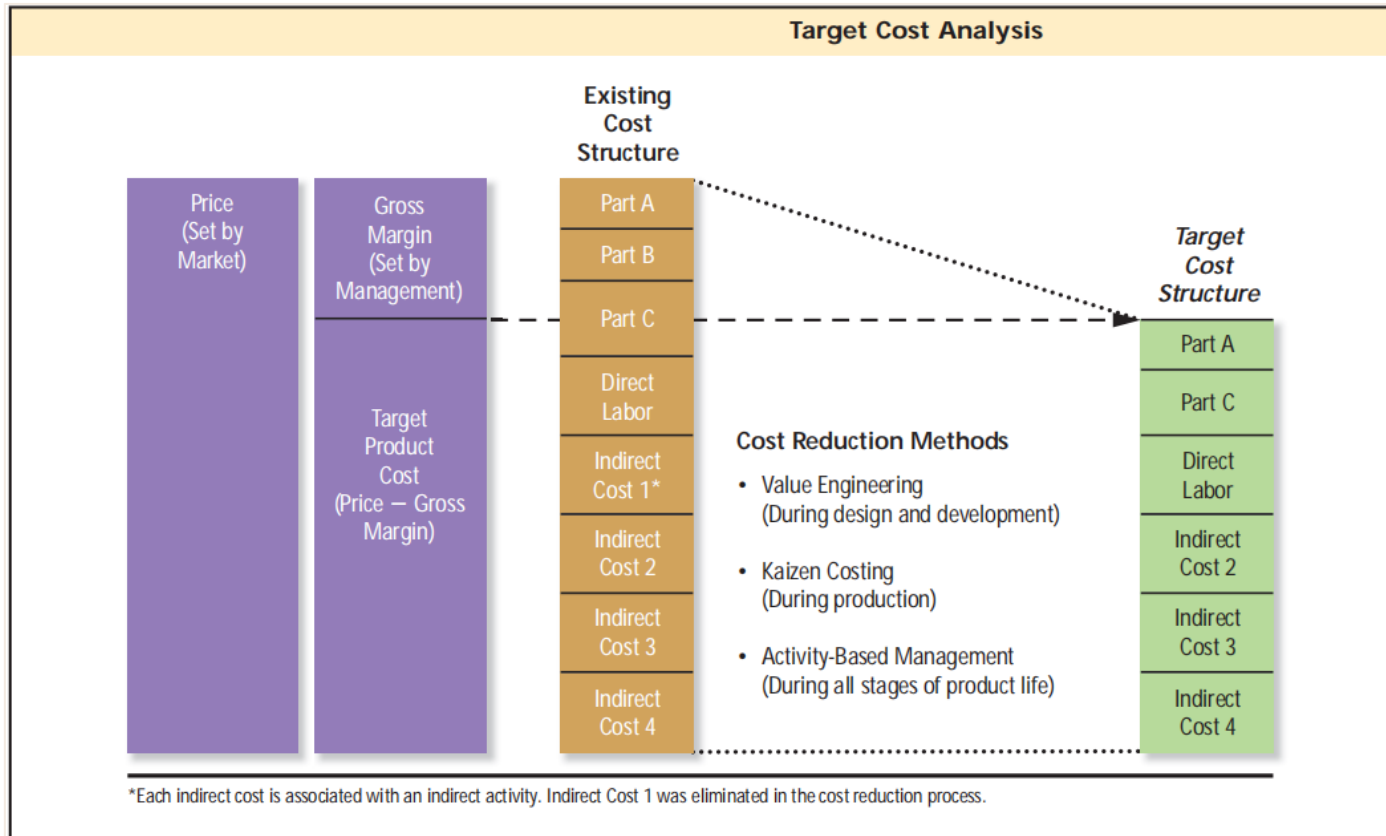 Target Cost Analysis
Price
(Set by
Market)
Gross
Margin
(Set by
Management)
Target
Product
Cost
(Price – Gross
Margin)
Existing
Cost
Structure
Part A
Part B
Part C
Direct
Labor
Indirect
Cost 1*
Indirect
Cost 2
Indirect
Cost 3
Indirect
Cost 4
Cost Reduction Methods
• Value Engineering
(During design and development)
• Kaizen Costing
(During production)
• Activity-Based Management
(During all stages of product life)
Target
Cost
Structure
Part A
Part C
Direct
Labor
Indirect
Cost 2
Indirect
Cost 3
Indirect
Cost 4
*Each indirect cost is associated with an indirect activity. Indirect Cost 1 was eliminated in the cost reduction process.